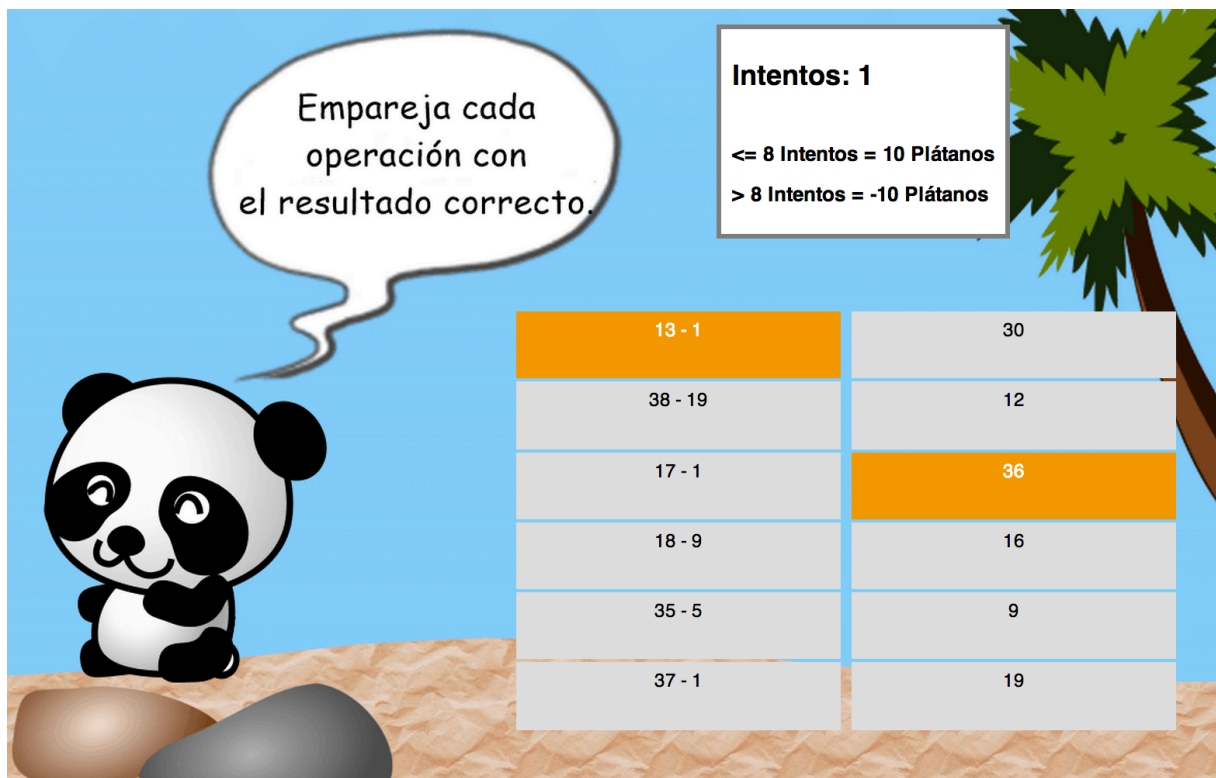 Empareja cada
operación con
el resultado correcto.
Intentos: 1
<= 8 Intentos = 10 Plátanos
> 8 Intentos = -10 Plátanos
13 - 1
30
38 - 19
12
17 - 1
36
18 - 9
16
35 - 5
9
37 - 1
19